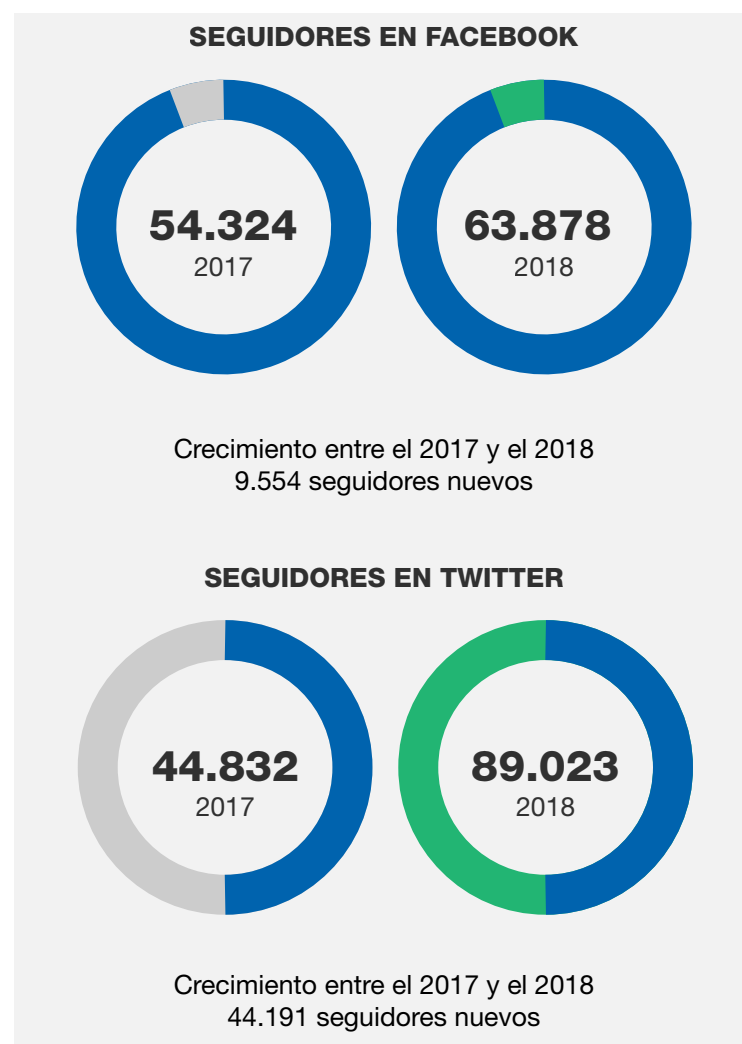 SEGUIDORES EN FACEBOOK
54.324
2017
63.878
2018
Crecimiento entre el 2017 y el 2018
9.554 seguidores nuevos
SEGUIDORES EN TWITTER
44.832
2017
89.023
2018
Crecimiento entre el 2017 y el 2018
44.191 seguidores nuevos